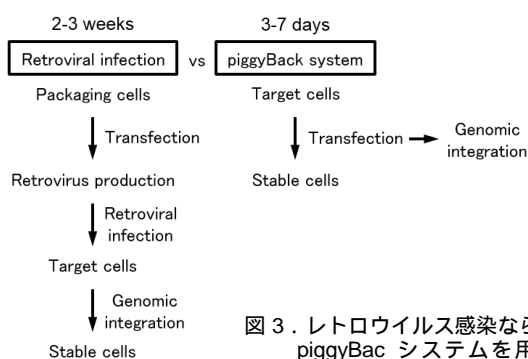 2-3 weeks
3-7 days
Retroviral infection vs piggyBack system
Packaging cells
Target cells
Transfection
Transfection
Genomic
integration
Retrovirus production
Stable cells
Retroviral
infection
Target cells
Genomic
integration
Stable cells
図 3 . レトロウイルス感染なら
piggyBac システムを用